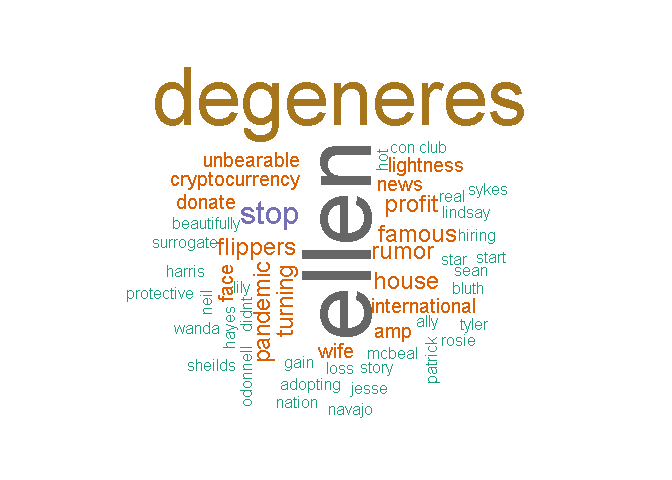 degeneres
ellen
unbearable
cryptocurrency
donate
stop
beautifully
surrogate
flippers
harris
protective
neil
face
lily
pandemic
turning
wanda
hayes
didnt
sheilds
odonnell
hot
con club
lightness
news
profit
real
sykes
lindsay
famous
hiring
rumor
star
start
sean
house
bluth
international
amp
ally
tyler
rosie
wife
mcbeal
patrick
gain
loss
story
adopting
jesse
nation
navajo